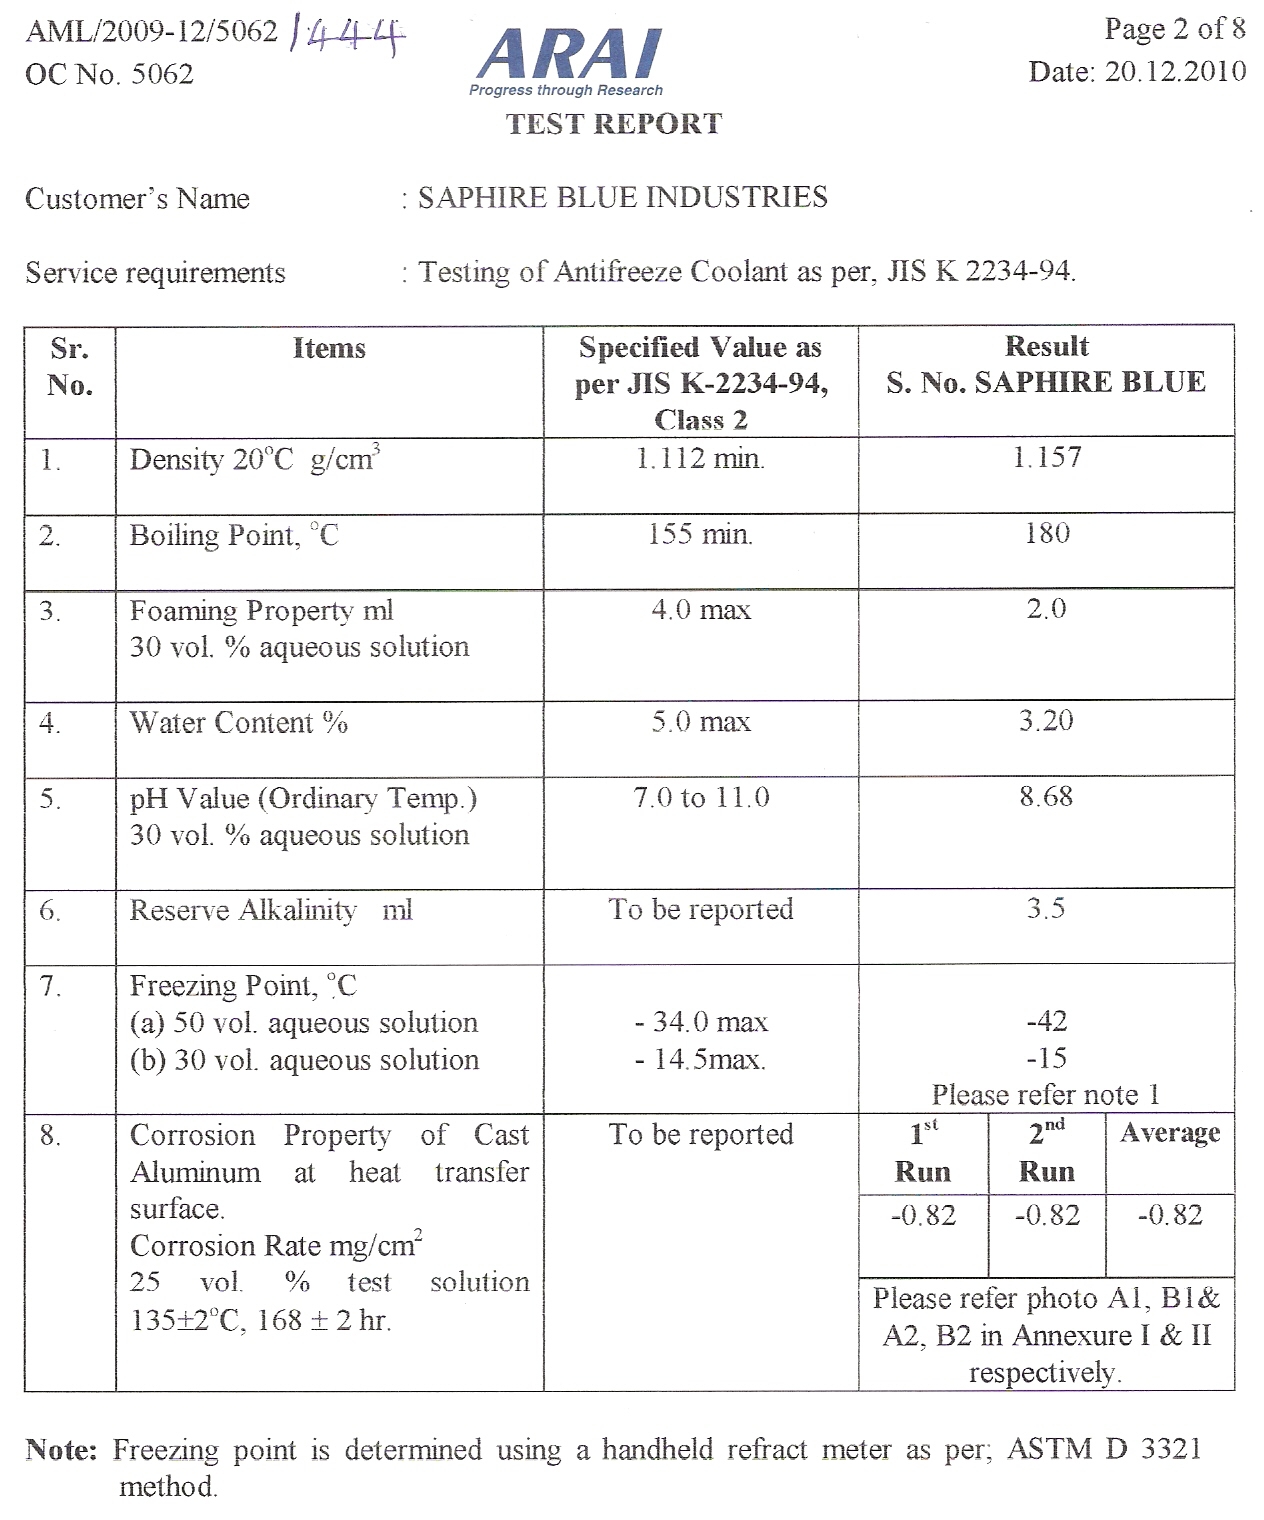 AML/2009-12/5062 /444
Page 2 of 8
OC No. 5062
Date: 20.12.2010
ARAI
Progress through Research
TEST REPORT
Customer's Name : SAPHIRE BLUE INDUSTRIES
Service requirements : Testing of Antifreeze Coolant as per, JIS K 2234-94.
Sr. No. Items Specified Value as per JIS K-2234-94, Class 2 Result S. No. SAPHIRE BLUE
1. Density 20°C g/cm³ 1.112 min. 1.157
2. Boiling Point, °C 155 min. 180
3. Foaming Property ml 4.0 max 2.0
30 vol. % aqueous solution
4. Water Content % 5.0 max 3.20
5. pH Value (Ordinary Temp.) 7.0 to 11.0 8.68
30 vol. % aqueous solution
6. Reserve Alkalinity ml To be reported 3.5
7. Freezing Point, °C
(a) 50 vol. aqueous solution - 34.0 max -42
(b) 30 vol. aqueous solution - 14.5max. -15
Please refer note 1
8. Corrosion Property of Cast To be reported 1st Run 2nd Run Average
Aluminum at heat transfer
surface. -0.82 -0.82 -0.82
Corrosion Rate mg/cm²
25 vol. % test solution
135±2°C, 168 ± 2 hr.
Please refer photo A1, B1&
A2, B2 in Annexure I & II
respectively.
Note: Freezing point is determined using a handheld refract meter as per; ASTM D 3321
method.